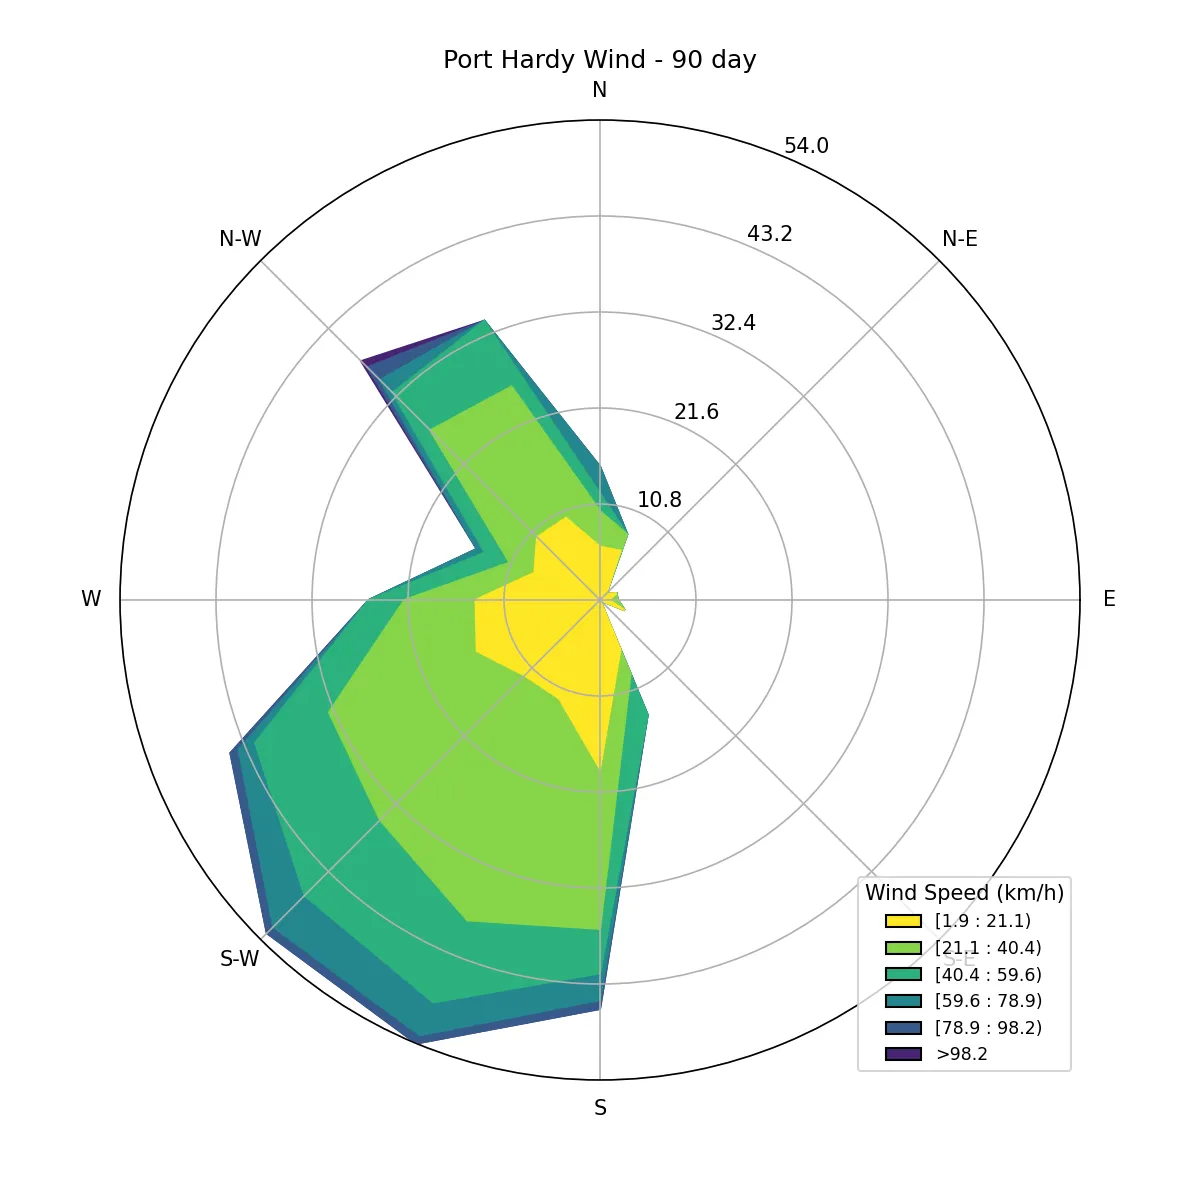 Port Hardy Wind - 90 day
N
54.0
N-W
43.2
N-E
32.4
21.6
10.8
W
E
Wind Speed (km/h)
[1.9 : 21.1)
[21.1 : 40.4)
S-W
S-E
[40.4 : 59.6)
[59.6 : 78.9)
[78.9 : 98.2)
>98.2
S